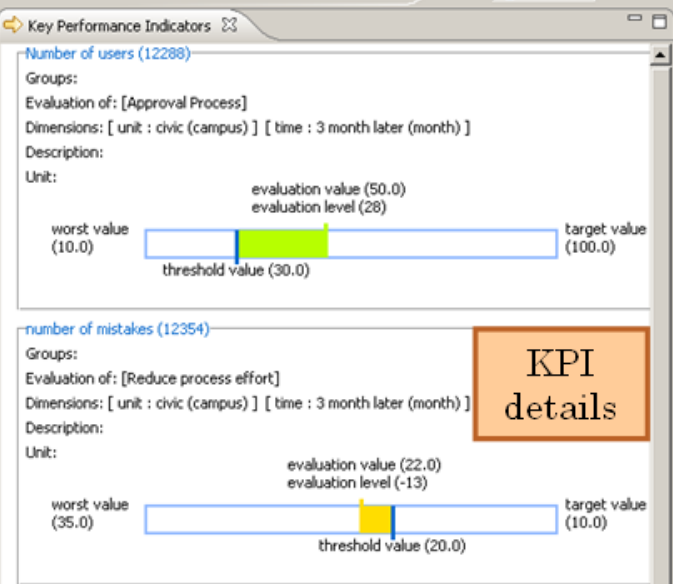 Key Performance Indicators
Number of users (12288)
Groups:
Evaluation of: [Approval Process]
Dimensions: [ unit : civic (campus) ] [ time : 3 month later (month) ]
Description:
Unit:
evaluation value (50.0)
evaluation level (28)
worst value
(10.0)
target value
(100.0)
threshold value (30.0)
number of mistakes (12354)
Groups:
Evaluation of: [Reduce process effort]
Dimensions: [ unit : civic (campus) ] [ time : 3 month later (month) ]
Description:
Unit:
KPI
details
evaluation value (22.0)
evaluation level (-13)
worst value
(35.0)
target value
(10.0)
threshold value (20.0)